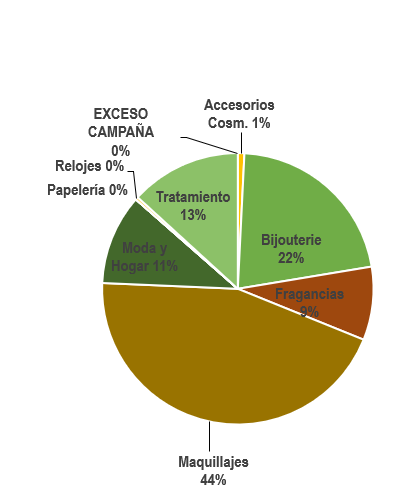 EXCESO
CAMPAÑA
0%
Accesorios
Cosm. 1%
Relojes 0%
Papelería 0%
Tratamiento
13%
Bijouterie
22%
Moda y
Hogar 11%
Fragancias
9%
Maquillajes
44%